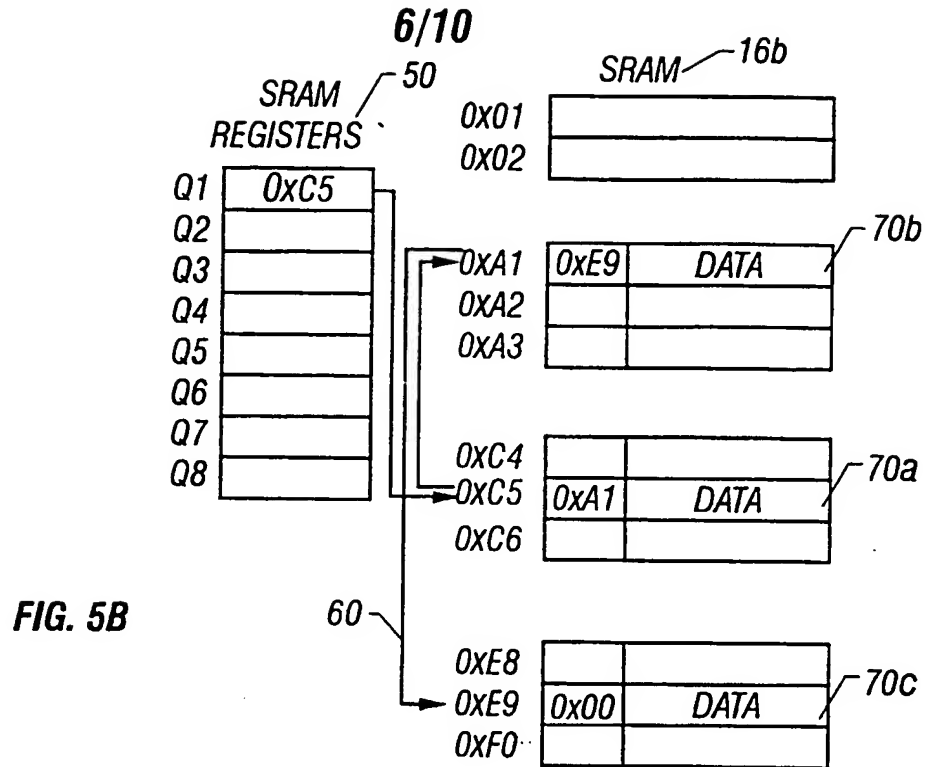 6/10
SRAM REGISTERS 50
Q1 0xC5
Q2
Q3
Q4
Q5
Q6
Q7
Q8
SRAM 16b
0x01
0x02
70b
0xA1 0xE9 DATA
0xA2
0xA3
0xC4
70a
0xC5 0xA1 DATA
0xC6
FIG. 5B
60
0xE8
70c
0xE9 0x00 DATA
0xF0